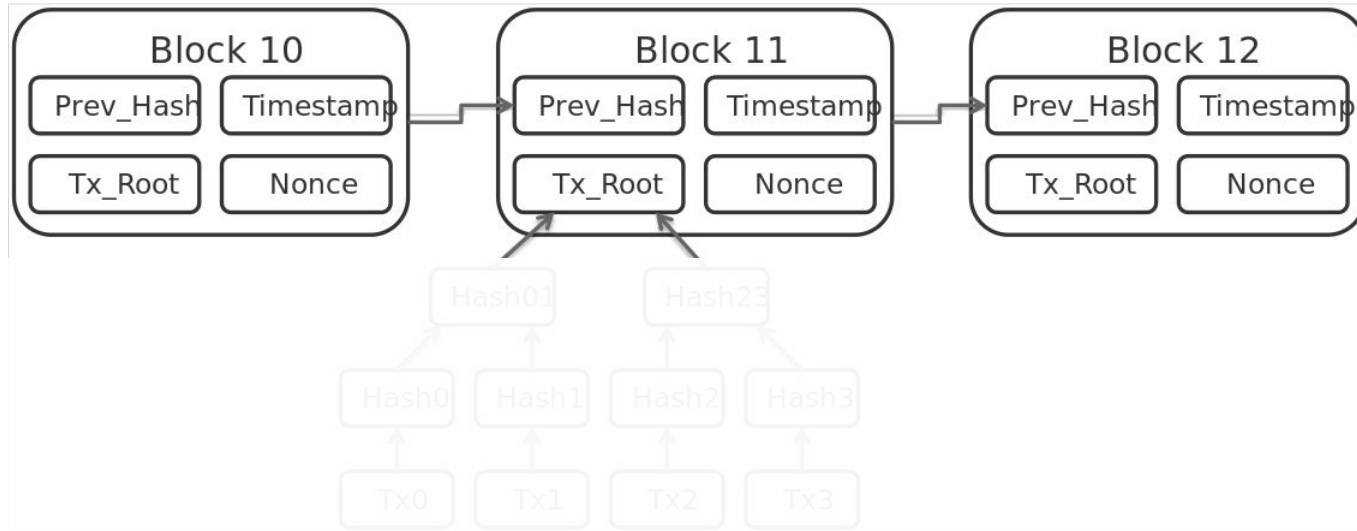 Block 10
Block 11
Block 12
Prev_Hash
Timestamp
Prev_Hash
Timestamp
Prev_Hash
Timestamp
Tx_Root
Nonce
Tx_Root
Nonce
Tx_Root
Nonce
Hash01
Hash23
Hash0
Hash1
Hash2
Hash3
Tx0
Tx1
Tx2
Tx3